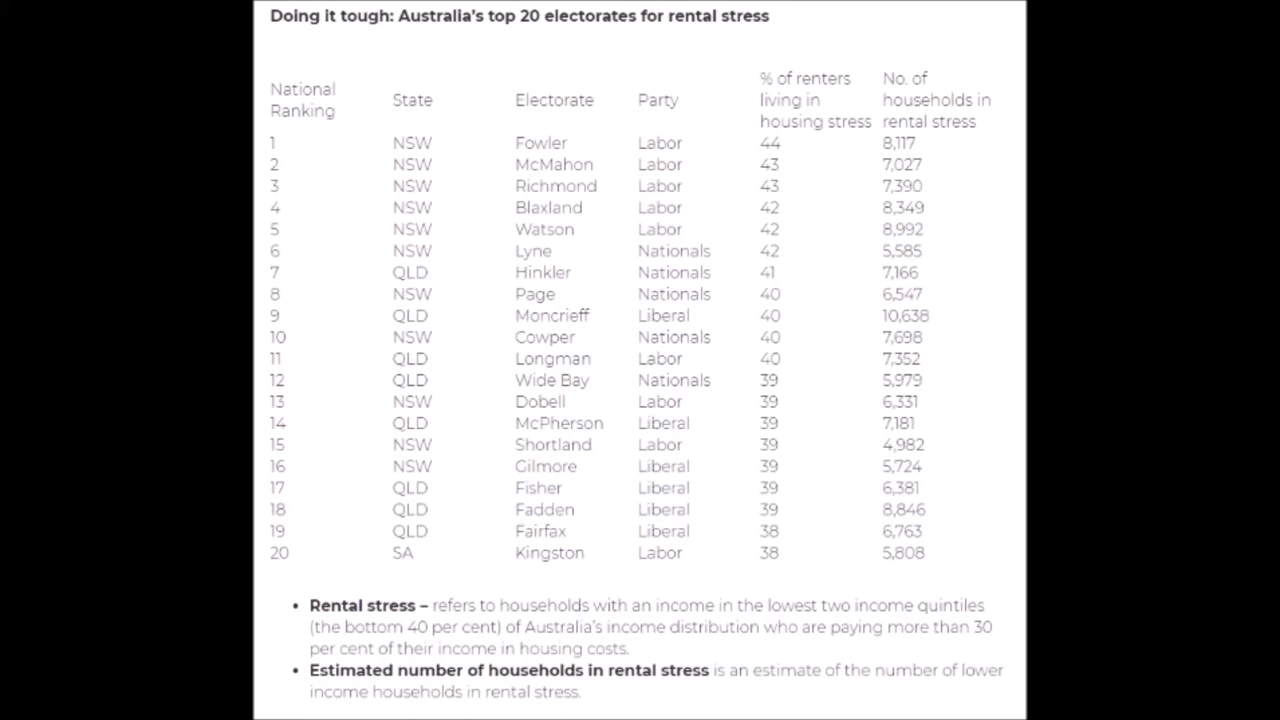 Doing it tough: Australia's top 20 electorates for rental stress
National Ranking State Electorate Party % of renters living in housing stress No. of households in rental stress
1 NSW Fowler Labor 44 8,117
2 NSW McMahon Labor 43 7,027
3 NSW Richmond Labor 43 7,390
4 NSW Blaxland Labor 42 8,349
5 NSW Watson Labor 42 8,992
6 NSW Lyne Nationals 42 5,585
7 QLD Hinkler Nationals 41 7,166
8 NSW Page Nationals 40 6,547
9 QLD Moncrieff Liberal 40 10,638
10 NSW Cowper Nationals 40 7,698
11 QLD Longman Labor 40 7,352
12 QLD Wide Bay Nationals 39 5,979
13 NSW Dobell Labor 39 6,331
14 QLD McPherson Liberal 39 7,181
15 NSW Shortland Labor 39 4,982
16 NSW Gilmore Liberal 39 5,724
17 QLD Fisher Liberal 39 6,381
18 QLD Fadden Liberal 39 8,846
19 QLD Fairfax Liberal 38 6,763
20 SA Kingston Labor 38 5,808
• Rental stress – refers to households with an income in the lowest two income quintiles
(the bottom 40 per cent) of Australia's income distribution who are paying more than 30
per cent of their income in housing costs.
• Estimated number of households in rental stress is an estimate of the number of lower
income households in rental stress.